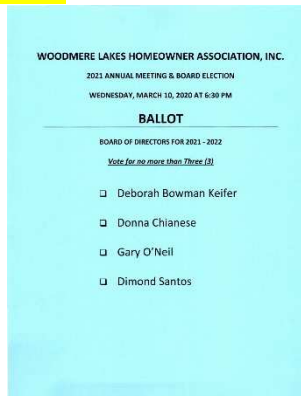 WOODMERE LAKES HOMEOWNER ASSOCIATION, INC.
2021 ANNUAL MEETING & BOARD ELECTION
WEDNESDAY, MARCH 10, 2020 AT 6:30 PM
BALLOT
BOARD OF DIRECTORS FOR 2021 - 2022
Vote for no more than Three (3)
❑ Deborah Bowman Keifer
❑ Donna Chianese
❑ Gary O'Neil
❑ Dimond Santos